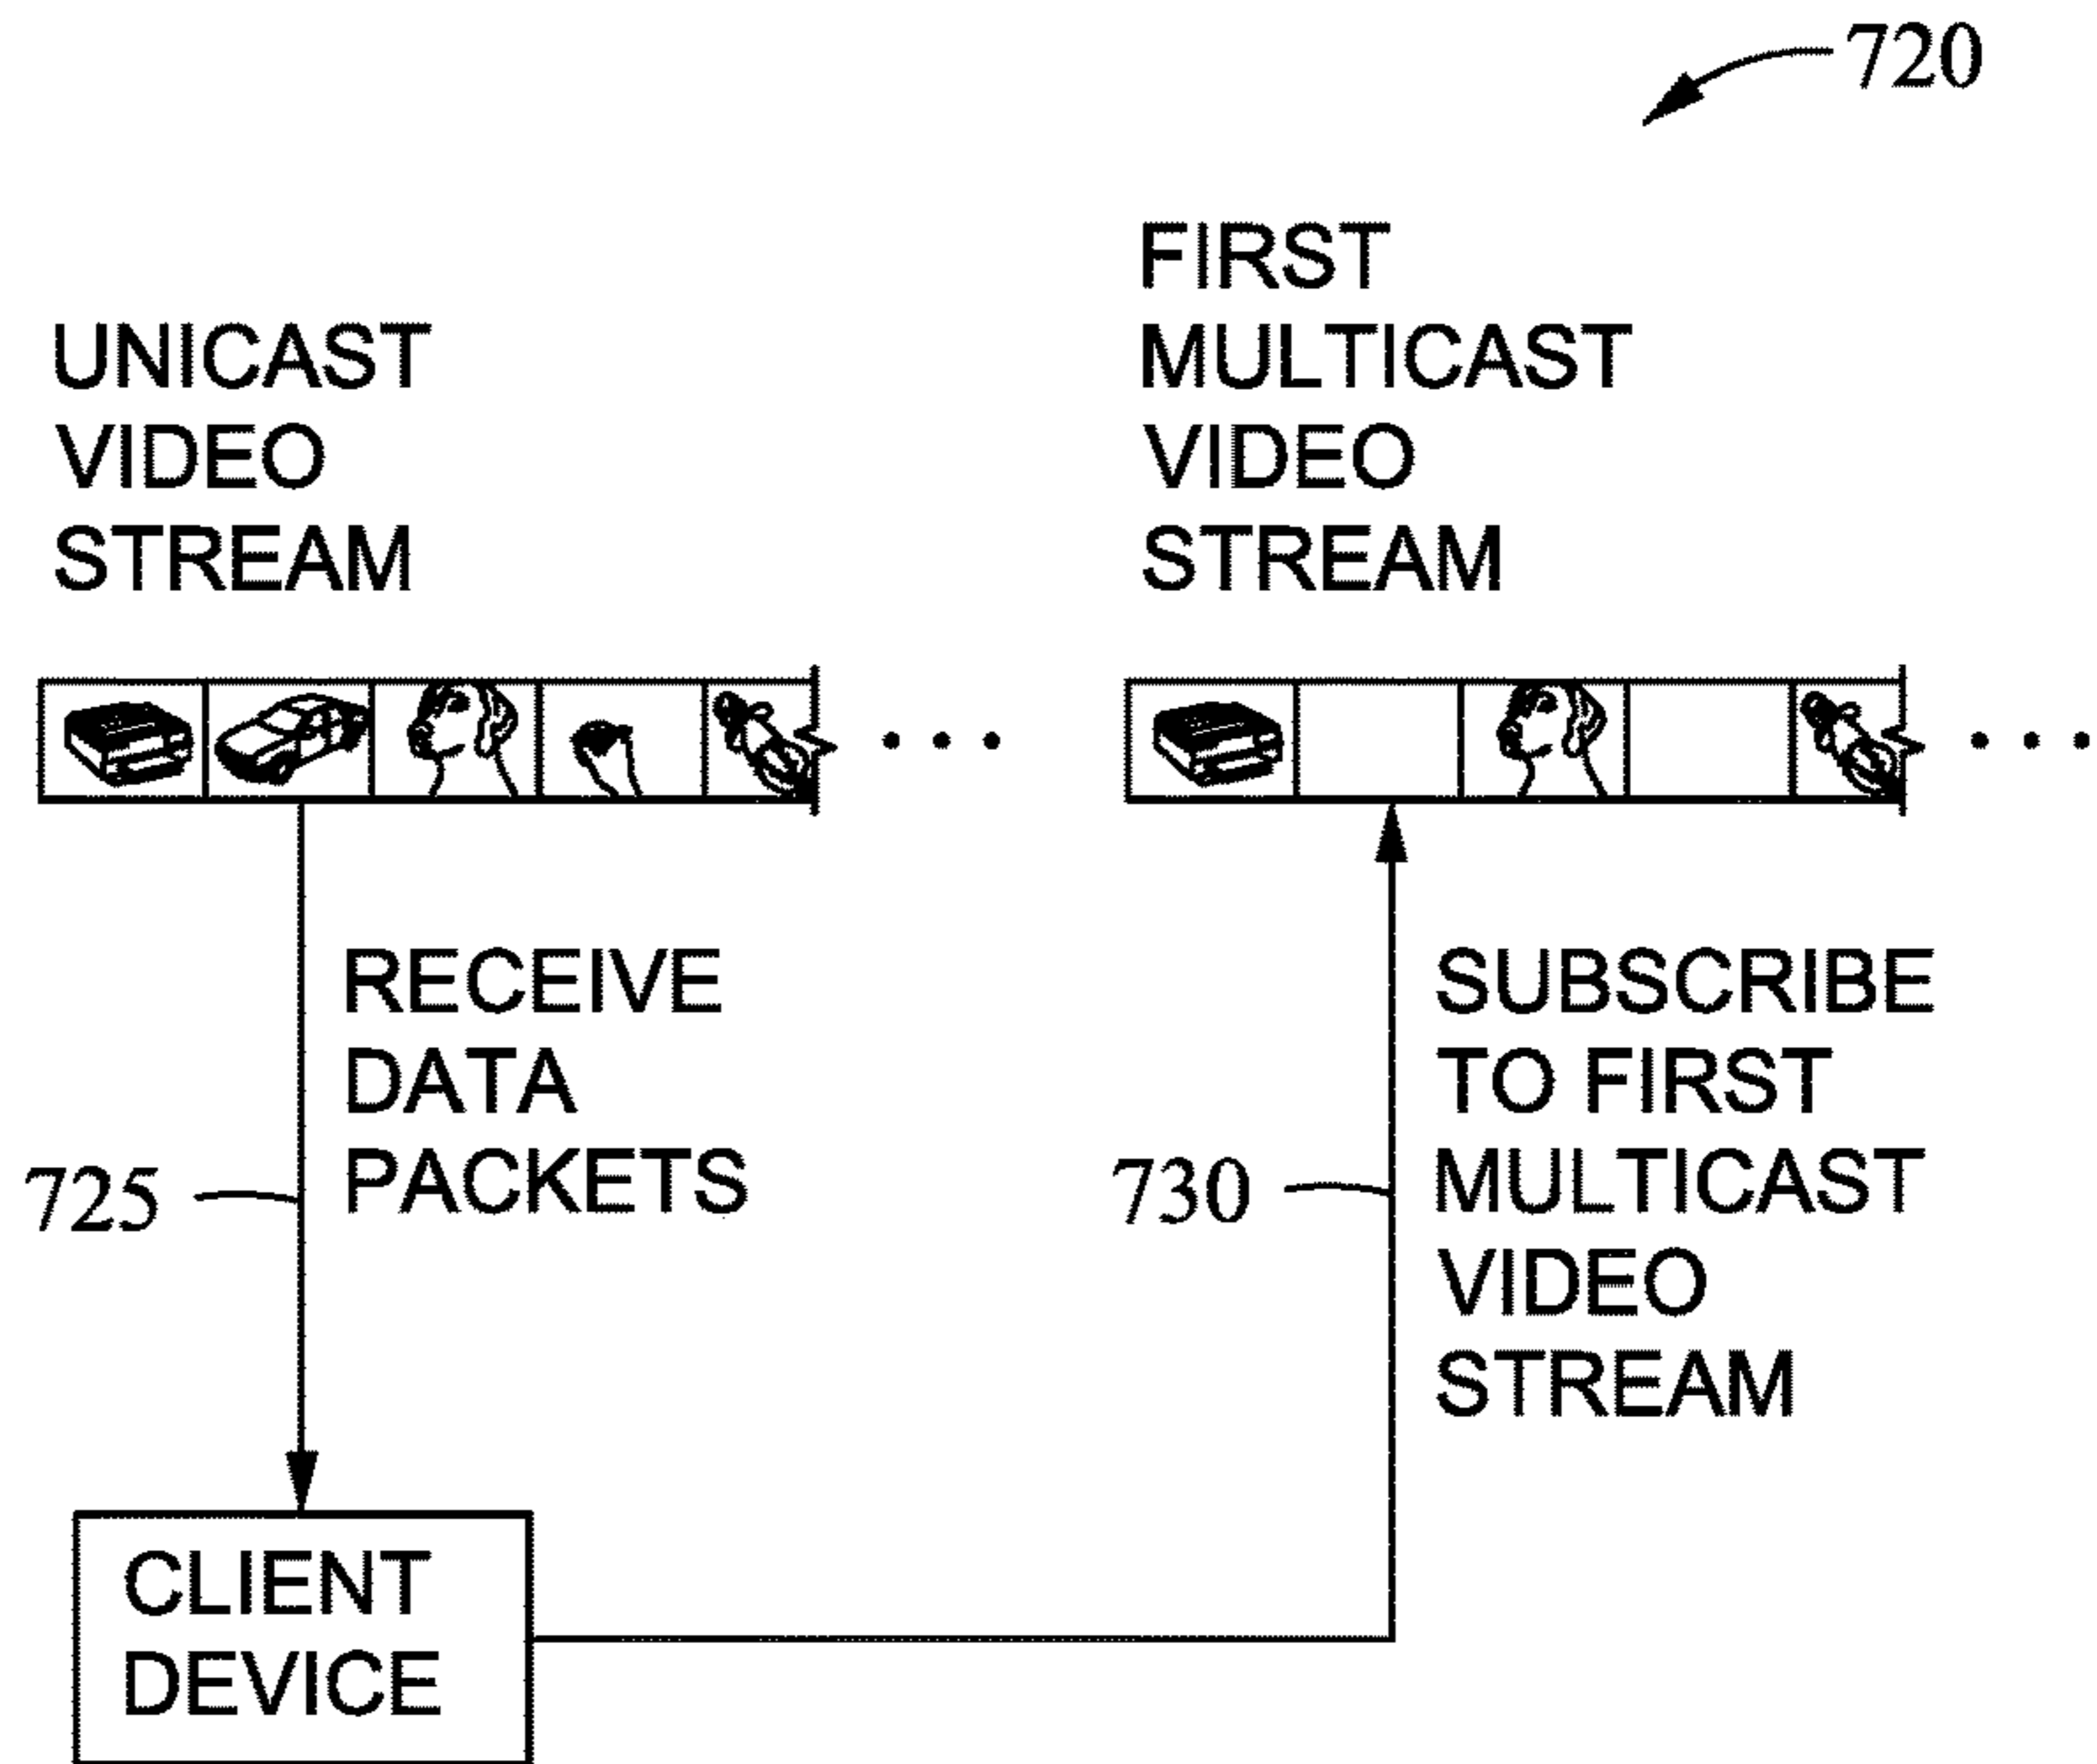 720
UNICAST
VIDEO
STREAM
FIRST
MULTICAST
VIDEO
STREAM
RECEIVE
DATA
PACKETS
725
SUBSCRIBE
TO FIRST
MULTICAST
VIDEO
STREAM
730
CLIENT
DEVICE